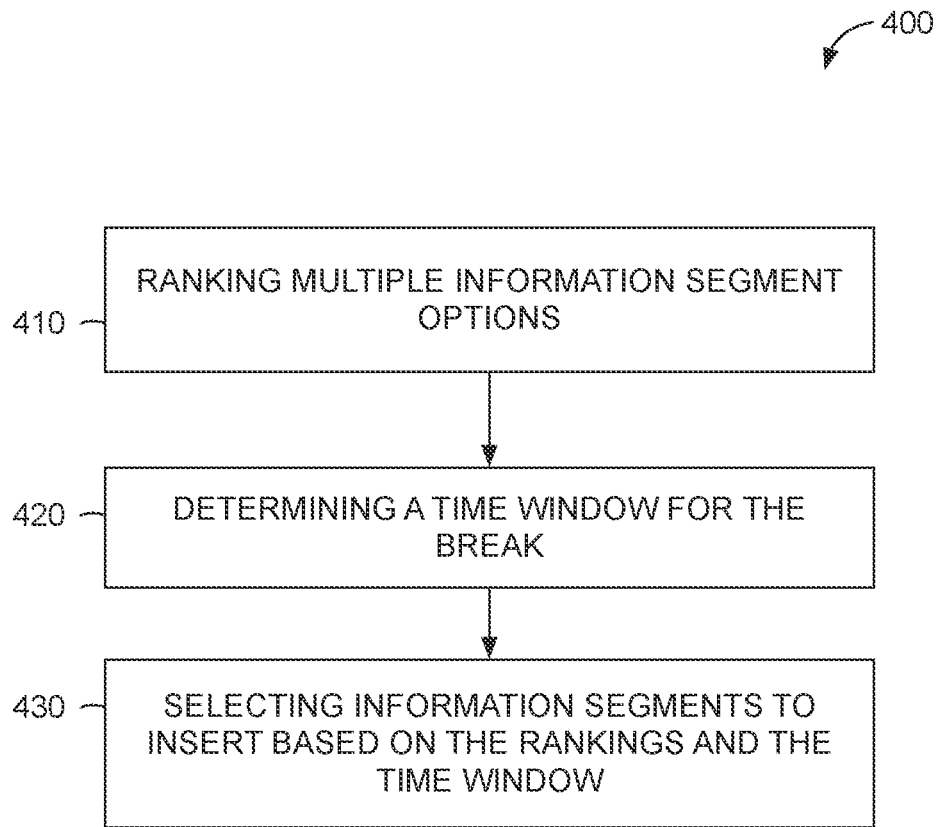 400
RANKING MULTIPLE INFORMATION SEGMENT
OPTIONS
410
DETERMINING A TIME WINDOW FOR THE
BREAK
420
SELECTING INFORMATION SEGMENTS TO
INSERT BASED ON THE RANKINGS AND THE
TIME WINDOW
430